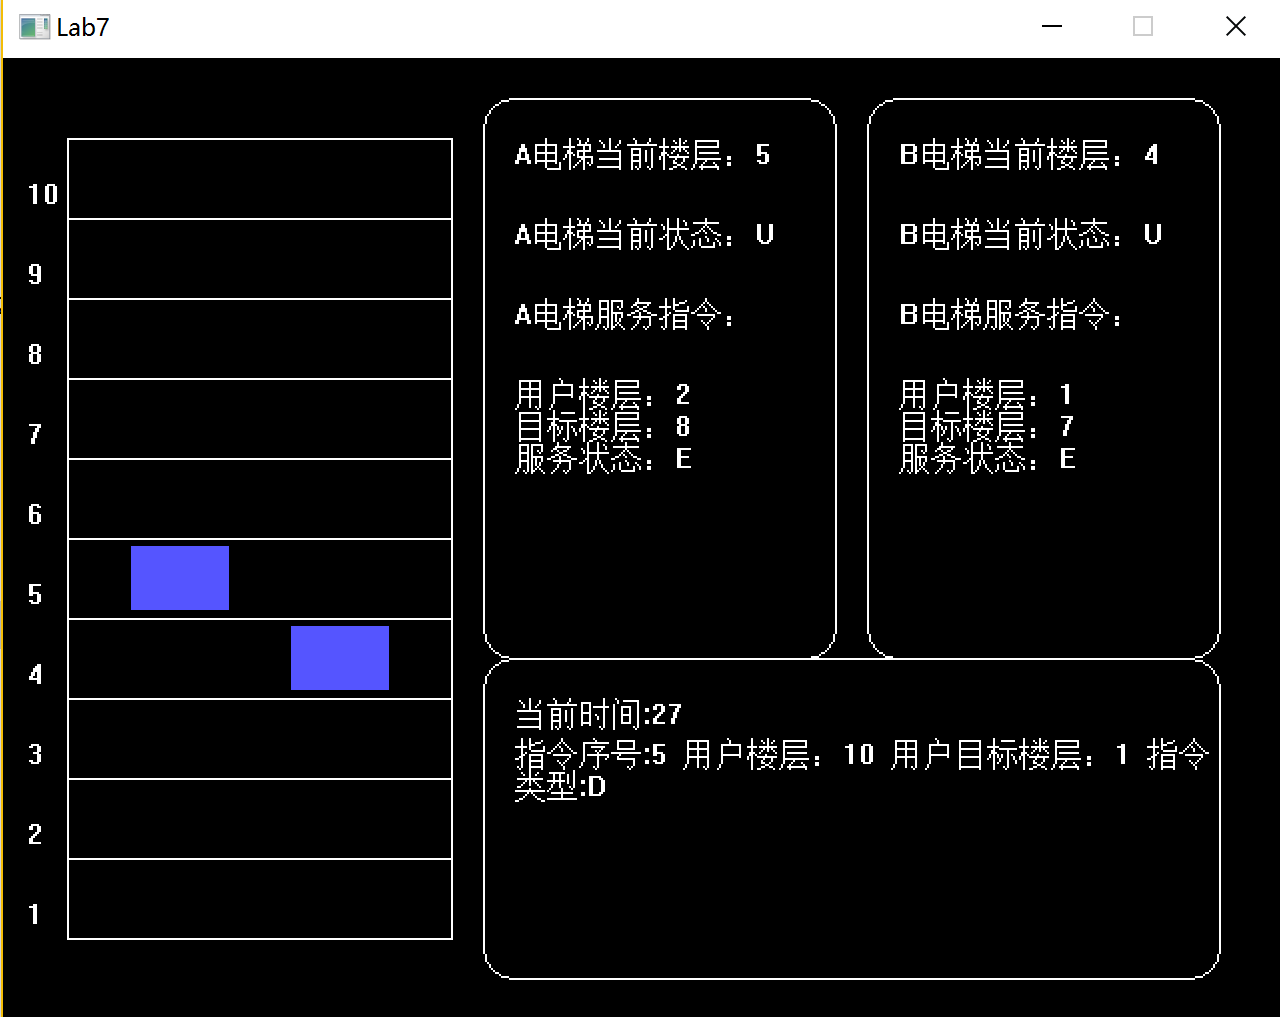 Lab7
10
9
8
7
6
5
4
3
2
1
A电梯当前楼层：5
A电梯当前状态：U
A电梯服务指令：
用户楼层：2
目标楼层：8
服务状态：E
B电梯当前楼层：4
B电梯当前状态：U
B电梯服务指令：
用户楼层：1
目标楼层：7
服务状态：E
当前时间:27
指令序号:5 用户楼层：10 用户目标楼层：1 指令
类型:D